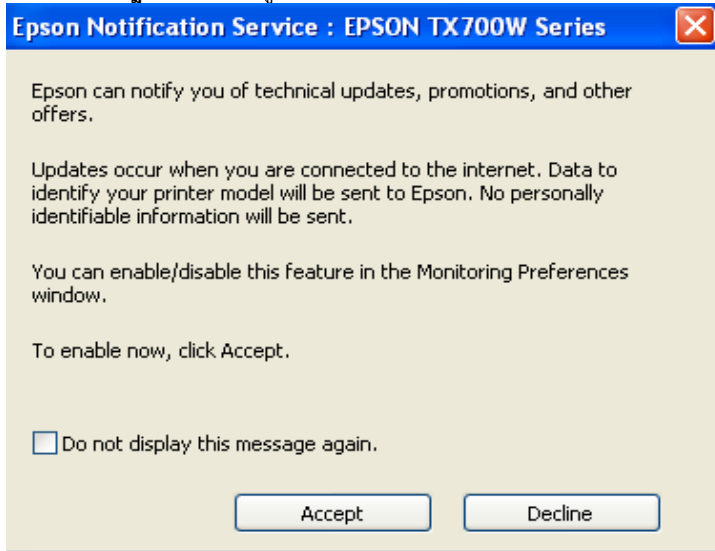 Epson Notification Service : EPSON TX700W Series
Epson can notify you of technical updates, promotions, and other
offers.
Updates occur when you are connected to the internet. Data to
identify your printer model will be sent to Epson. No personally
identifiable information will be sent.
You can enable/disable this feature in the Monitoring Preferences
window.
To enable now, click Accept.
Do not display this message again.
Accept
Decline